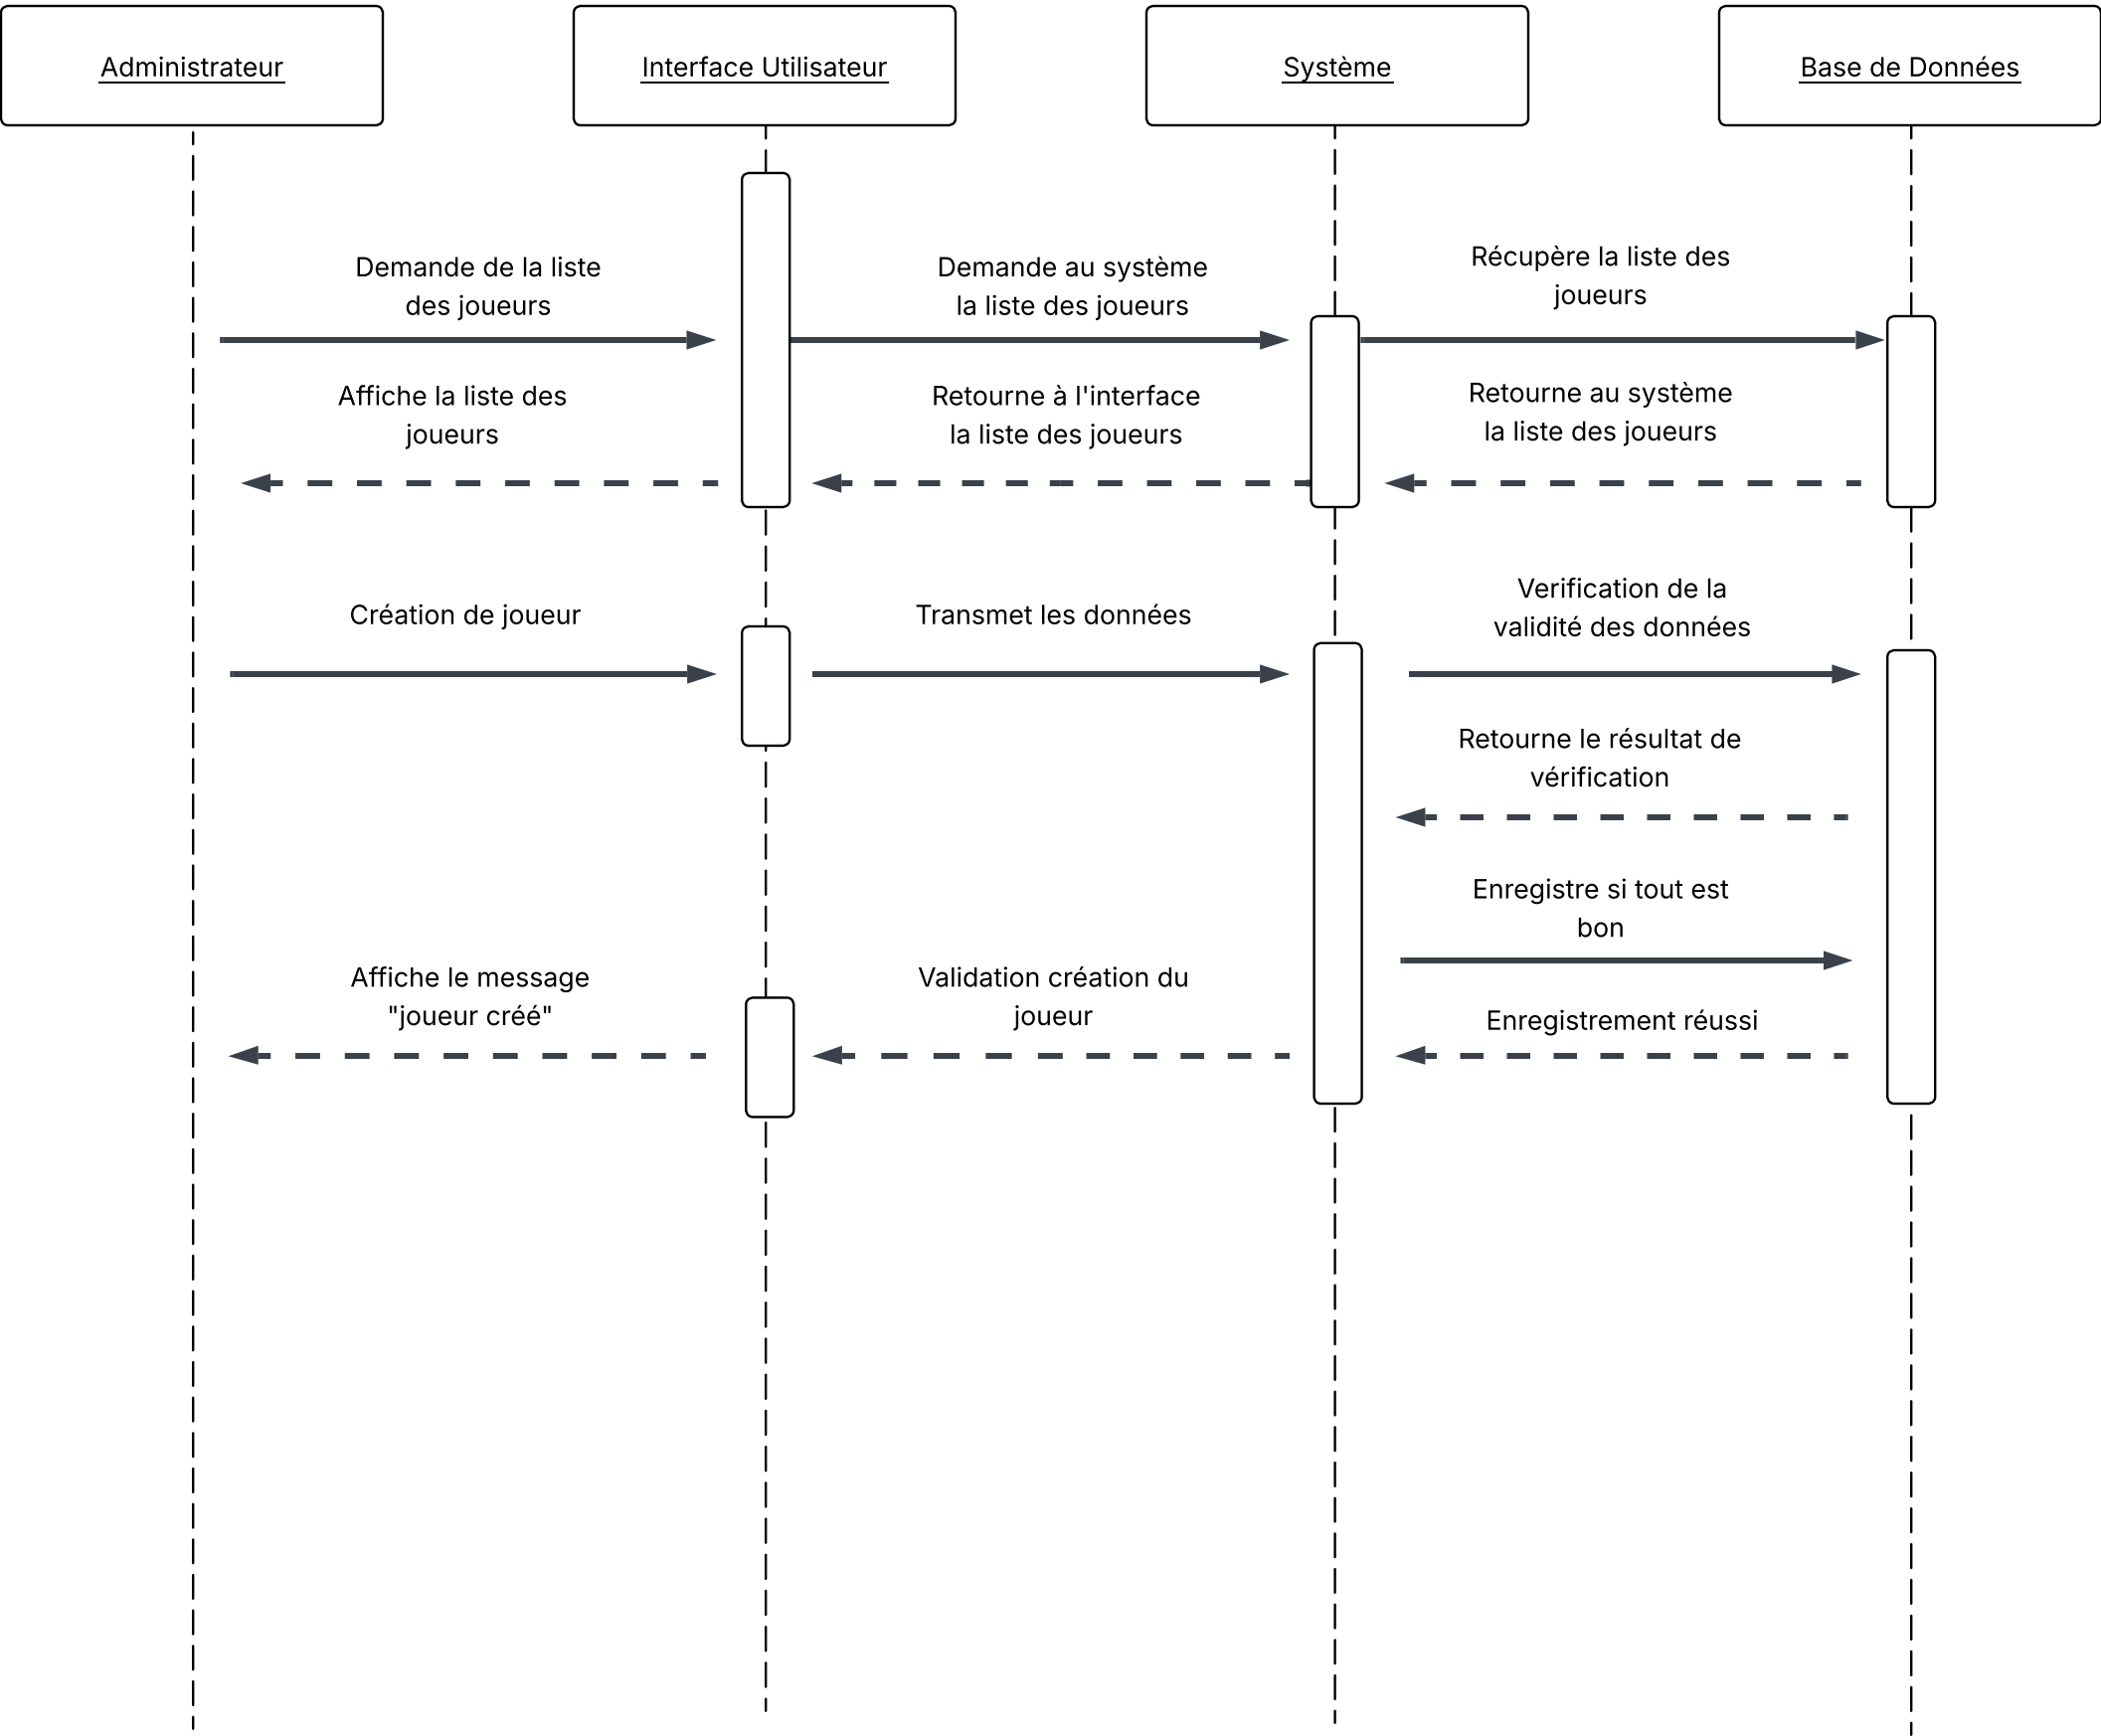 Administrateur
Interface Utilisateur
Système
Base de Données
Demande de la liste
des joueurs
Demande au système
la liste des joueurs
Récupère la liste des
joueurs
Affiche la liste des
joueurs
Retourne à l'interface
la liste des joueurs
Retourne au système
la liste des joueurs
Création de joueur
Transmet les données
Verification de la
validité des données
Retourne le résultat de
vérification
Enregistre si tout est
bon
Affiche le message
"joueur créé"
Validation création du
joueur
Enregistrement réussi